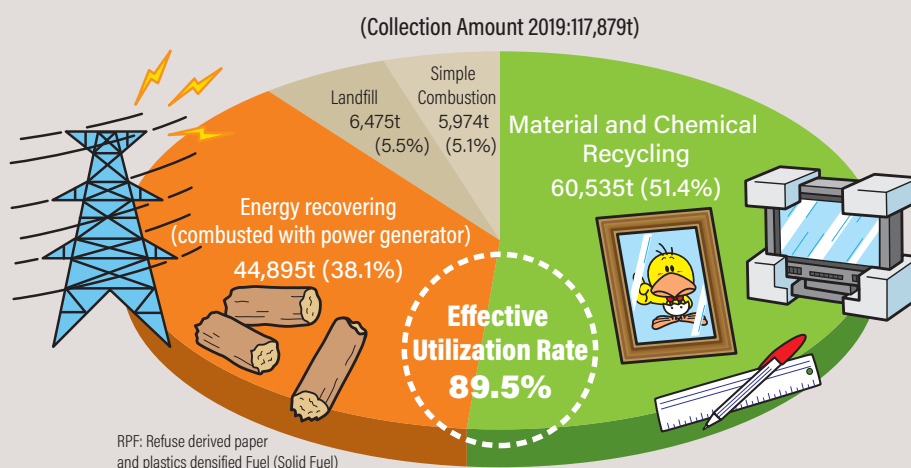 (Collection Amount 2019:117,879t)
Landfill
6,475t
(5.5%)
Simple
Combustion
5,974t
(5.1%)
Material and Chemical
Recycling
60,535t (51.4%)
Energy recovering
(combusted with power generator)
44,895t (38.1%)
Effective
Utilization Rate
89.5%
RPF: Refuse derived paper
and plastics densified Fuel (Solid Fuel)